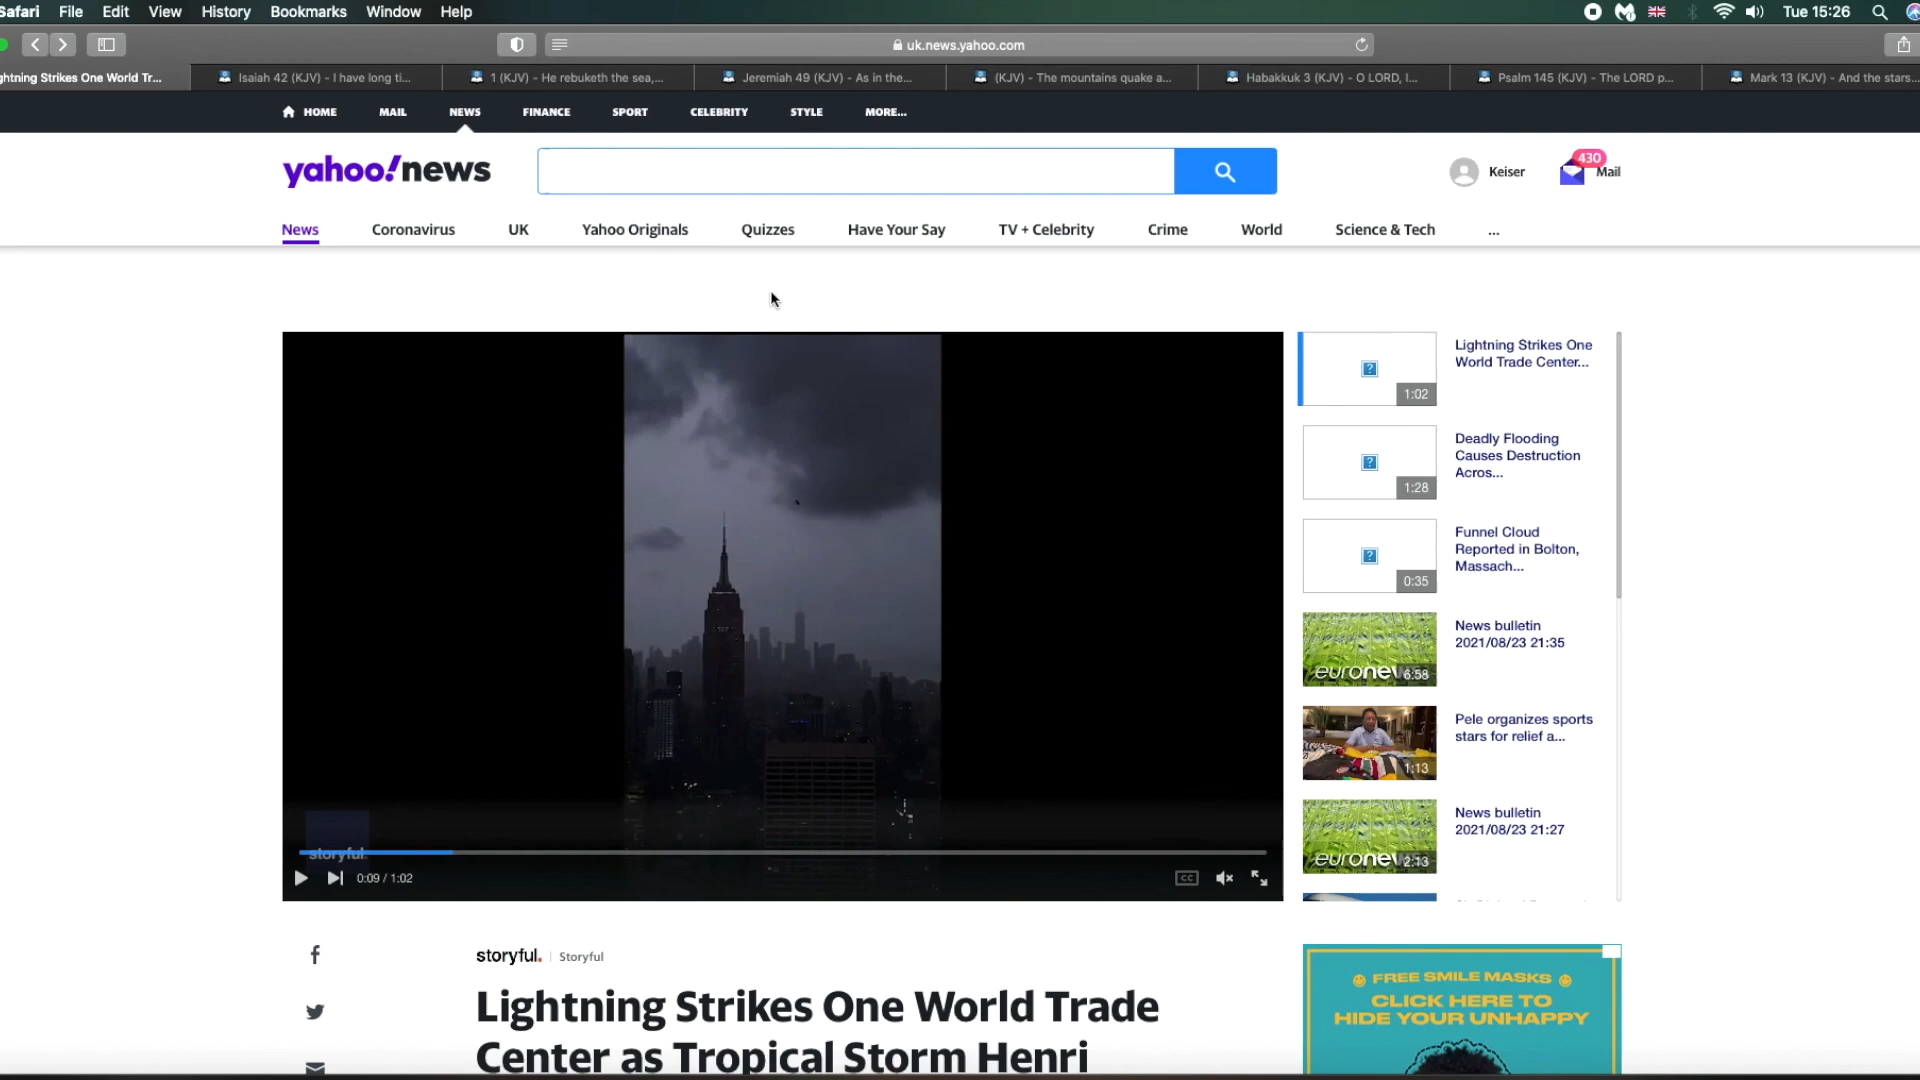 Safari File Edit View History Bookmarks Window Help Tue 15:26
uk.news.yahoo.com
ghtning Strikes One World Tr... Isaiah 42 (KJV) - I have long ti... 1 (KJV) - He rebuketh the sea,... Jeremiah 49 (KJV) - As in the... (KJV) - The mountains quake a... Habakkuk 3 (KJV) - O LORD, I... Psalm 145 (KJV) - The LORD p... Mark 13 (KJV) - And the stars...
HOME MAIL NEWS FINANCE SPORT CELEBRITY STYLE MORE...
yahoo!news
Keiser
430
Mail
News Coronavirus UK Yahoo Originals Quizzes Have Your Say TV + Celebrity Crime World Science & Tech ...
Lightning Strikes One
World Trade Center...
1:02
Deadly Flooding
Causes Destruction
Acros...
1:28
Funnel Cloud
Reported in Bolton,
Massach...
0:35
News bulletin
2021/08/23 21:35
euronew 6:58
Pele organizes sports
stars for relief a...
1:13
News bulletin
2021/08/23 21:27
euronew 2:13
storyful.
0:09 / 1:02
CC
storyful. | Storyful
Lightning Strikes One World Trade
Center as Tropical Storm Henri
FREE SMILE MASKS
CLICK HERE TO
HIDE YOUR UNHAPPY